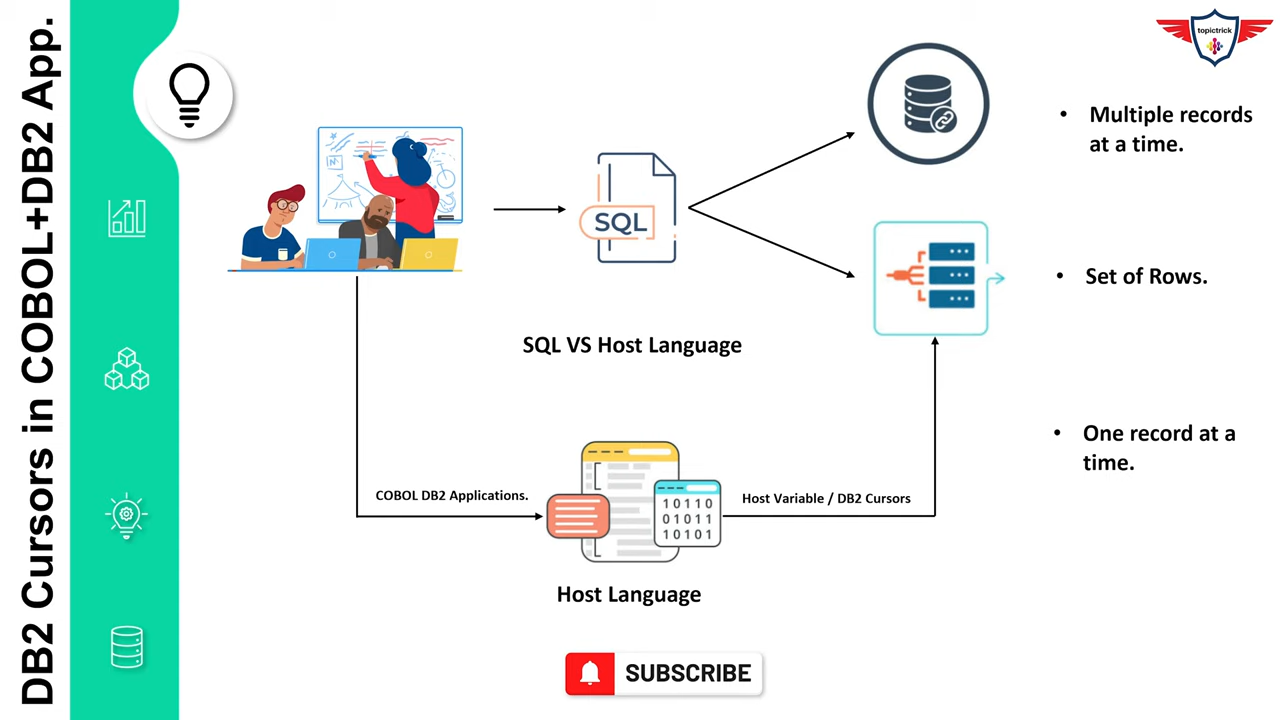 DB2 Cursors in COBOL+DB2 App.
topictrick
Multiple records
at a time.
SQL
Set of Rows.
SQL VS Host Language
One record at a
time.
COBOL DB2 Applications.
Host Variable / DB2 Cursors
10110
01011
10101
Host Language
SUBSCRIBE